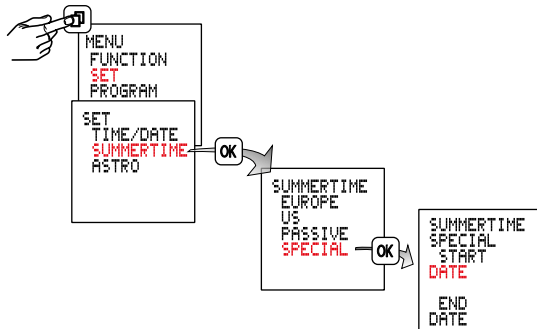 MENU
FUNCTION
SET
PROGRAM
SET
TIME/DATE
SUMMERTIME
ASTRO
OK
SUMMERTIME
EUROPE
US
PASSIVE
SPECIAL
OK
SUMMERTIME
SPECIAL
START
DATE
END
DATE